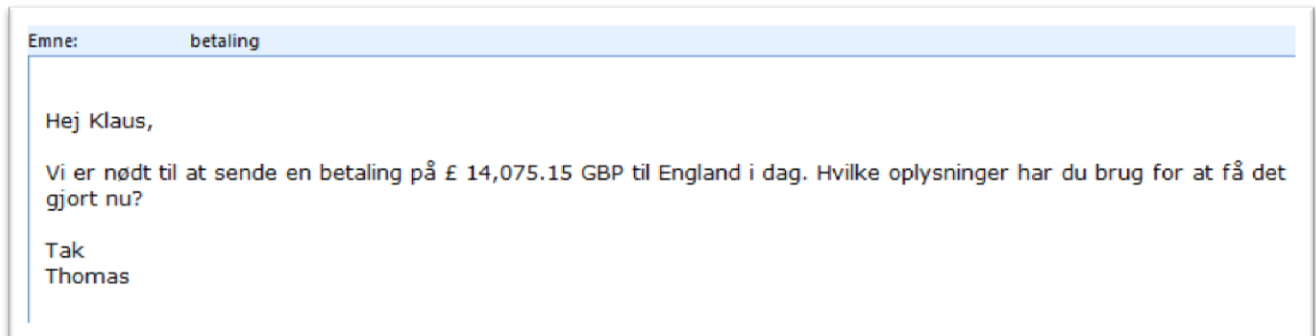 Emne: betaling
Hej Klaus,
Vi er nødt til at sende en betaling på £ 14,075.15 GBP til England i dag. Hvilke oplysninger har du brug for at få det
gjort nu?
Tak
Thomas